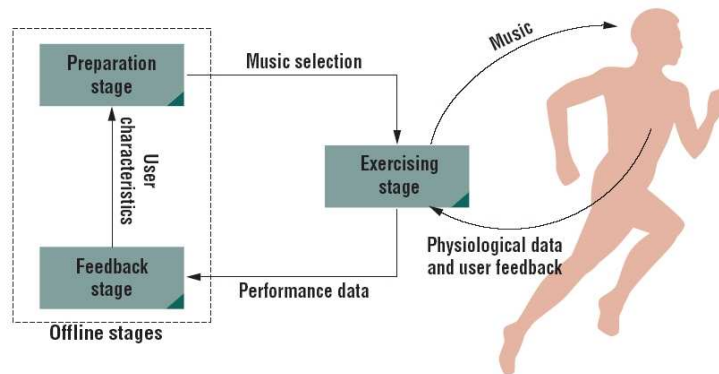 Preparation
stage
Music selection
Music
User
characteristics
Exercising
stage
Physiological data
and user feedback
Feedback
stage
Performance data
Offline stages